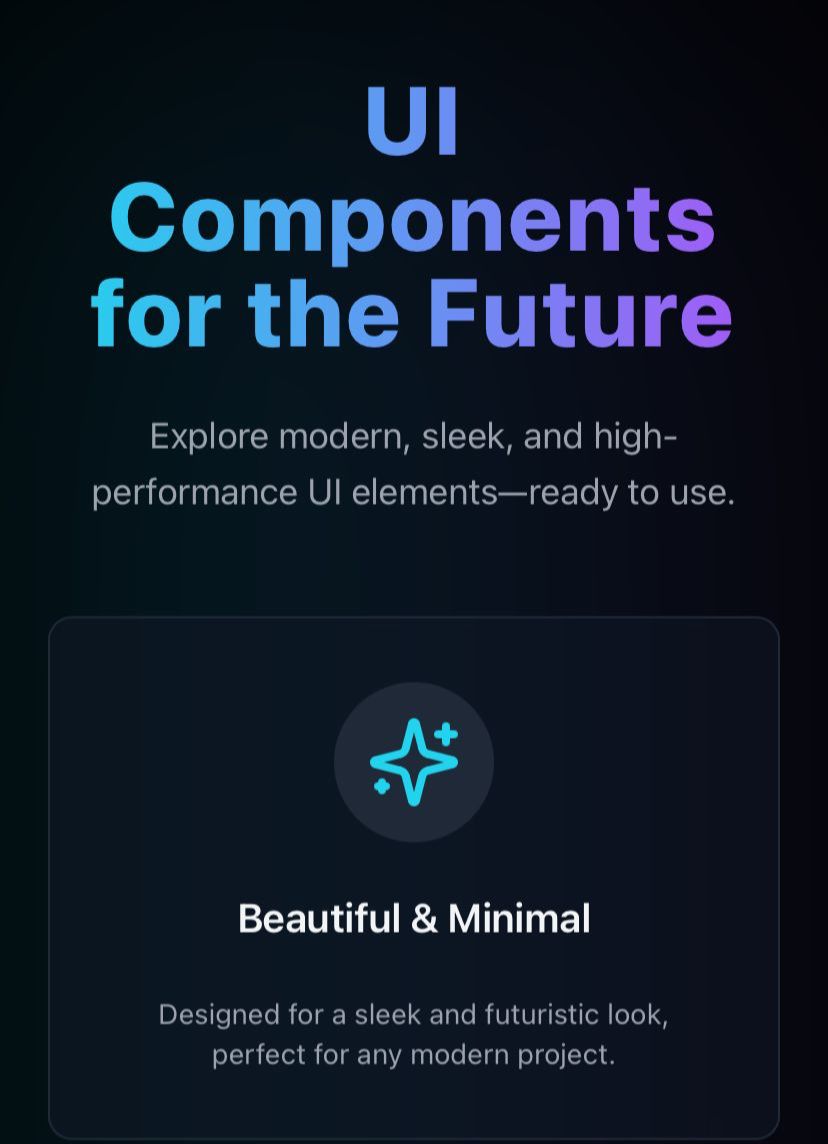 UI
Components
for the Future
Explore modern, sleek, and high-
performance UI elements—ready to use.
Beautiful & Minimal
Designed for a sleek and futuristic look,
perfect for any modern project.